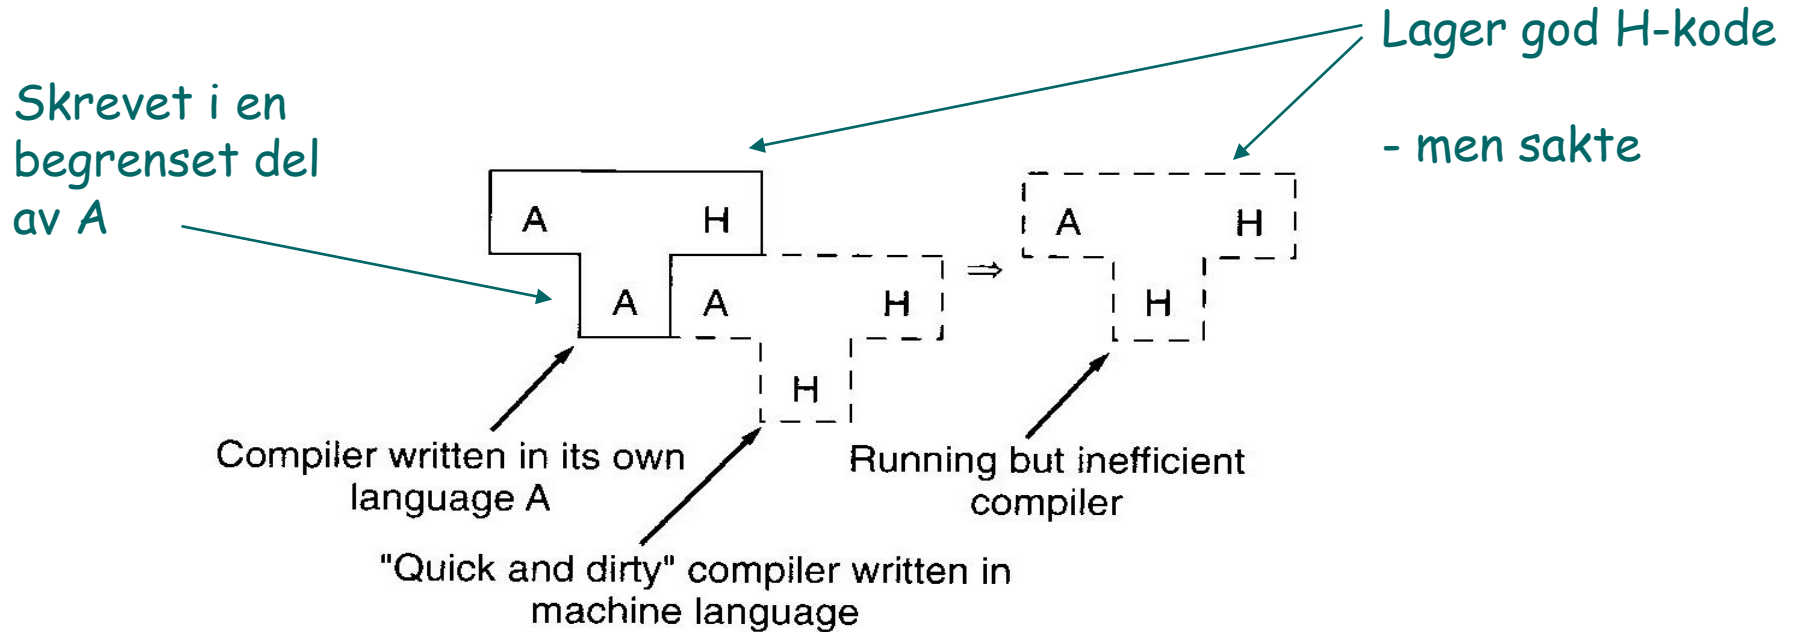 Lager god H-kode
- men sakte
Skrevet i en
begrenset del
av A
A H
A A H
H
A H
H
Compiler written in its own
language A
Running but inefficient
compiler
"Quick and dirty" compiler written in
machine language